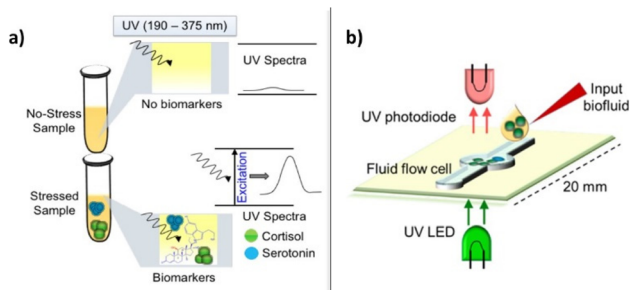 a)
UV (190 – 375 nm)
UV Spectra
No-Stress
Sample
No biomarkers
Excitation
Stressed
Sample
UV Spectra
Cortisol
Serotonin
Biomarkers
b)
Input
biofluid
UV photodiode
Fluid flow cell
20 mm
UV LED